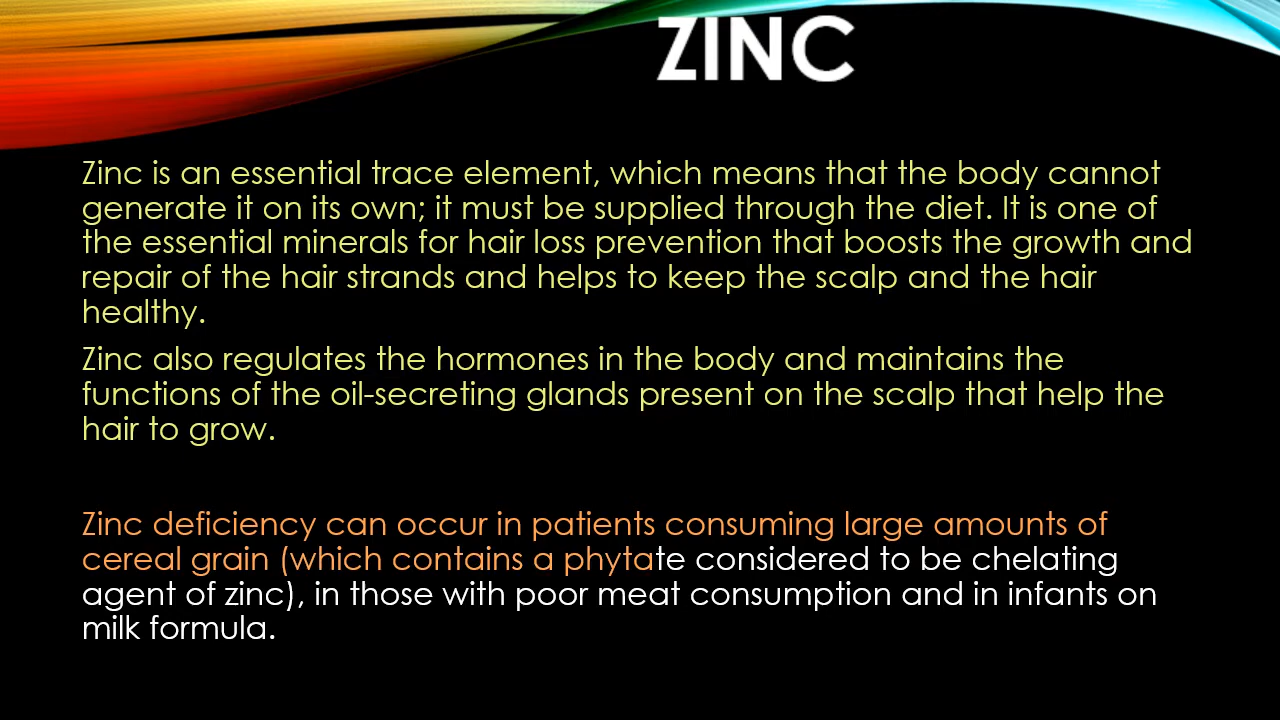 ZINC
Zinc is an essential trace element, which means that the body cannot
generate it on its own; it must be supplied through the diet. It is one of
the essential minerals for hair loss prevention that boosts the growth and
repair of the hair strands and helps to keep the scalp and the hair
healthy.
Zinc also regulates the hormones in the body and maintains the
functions of the oil-secreting glands present on the scalp that help the
hair to grow.
Zinc deficiency can occur in patients consuming large amounts of
cereal grain (which contains a phytate considered to be chelating
agent of zinc), in those with poor meat consumption and in infants on
milk formula.